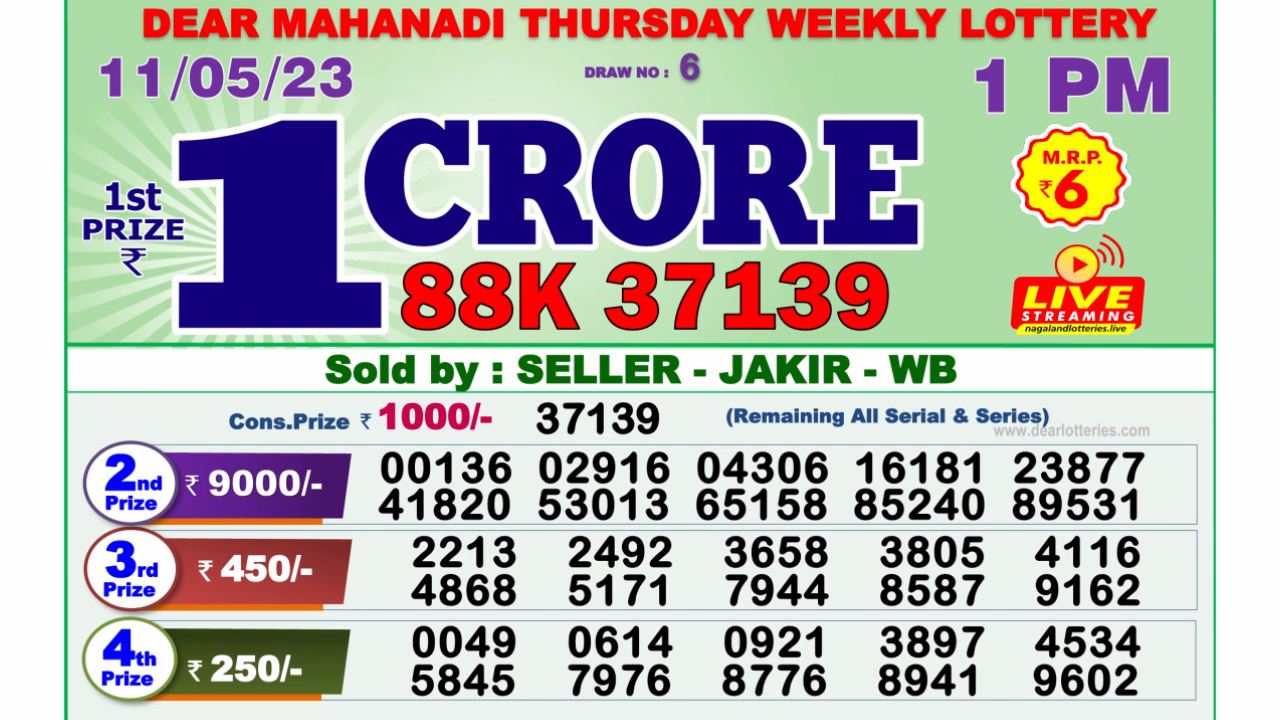 DEAR MAHANADI THURSDAY WEEKLY LOTTERY
11/05/23
DRAW NO : 6
1 PM
1st
PRIZE
₹
1 CRORE
88K 37139
M.R.P.
₹6
LIVE
STREAMING
nagalandlotteries.live
Sold by : SELLER - JAKIR - WB
Cons.Prize ₹ 1000/- 37139 (Remaining All Serial & Series)
www.dearlotteries.com
2nd Prize ₹ 9000/-
00136 02916 04306 16181 23877
41820 53013 65158 85240 89531
3rd Prize ₹ 450/-
2213 2492 3658 3805 4116
4868 5171 7944 8587 9162
4th Prize ₹ 250/-
0049 0614 0921 3897 4534
5845 7976 8776 8941 9602